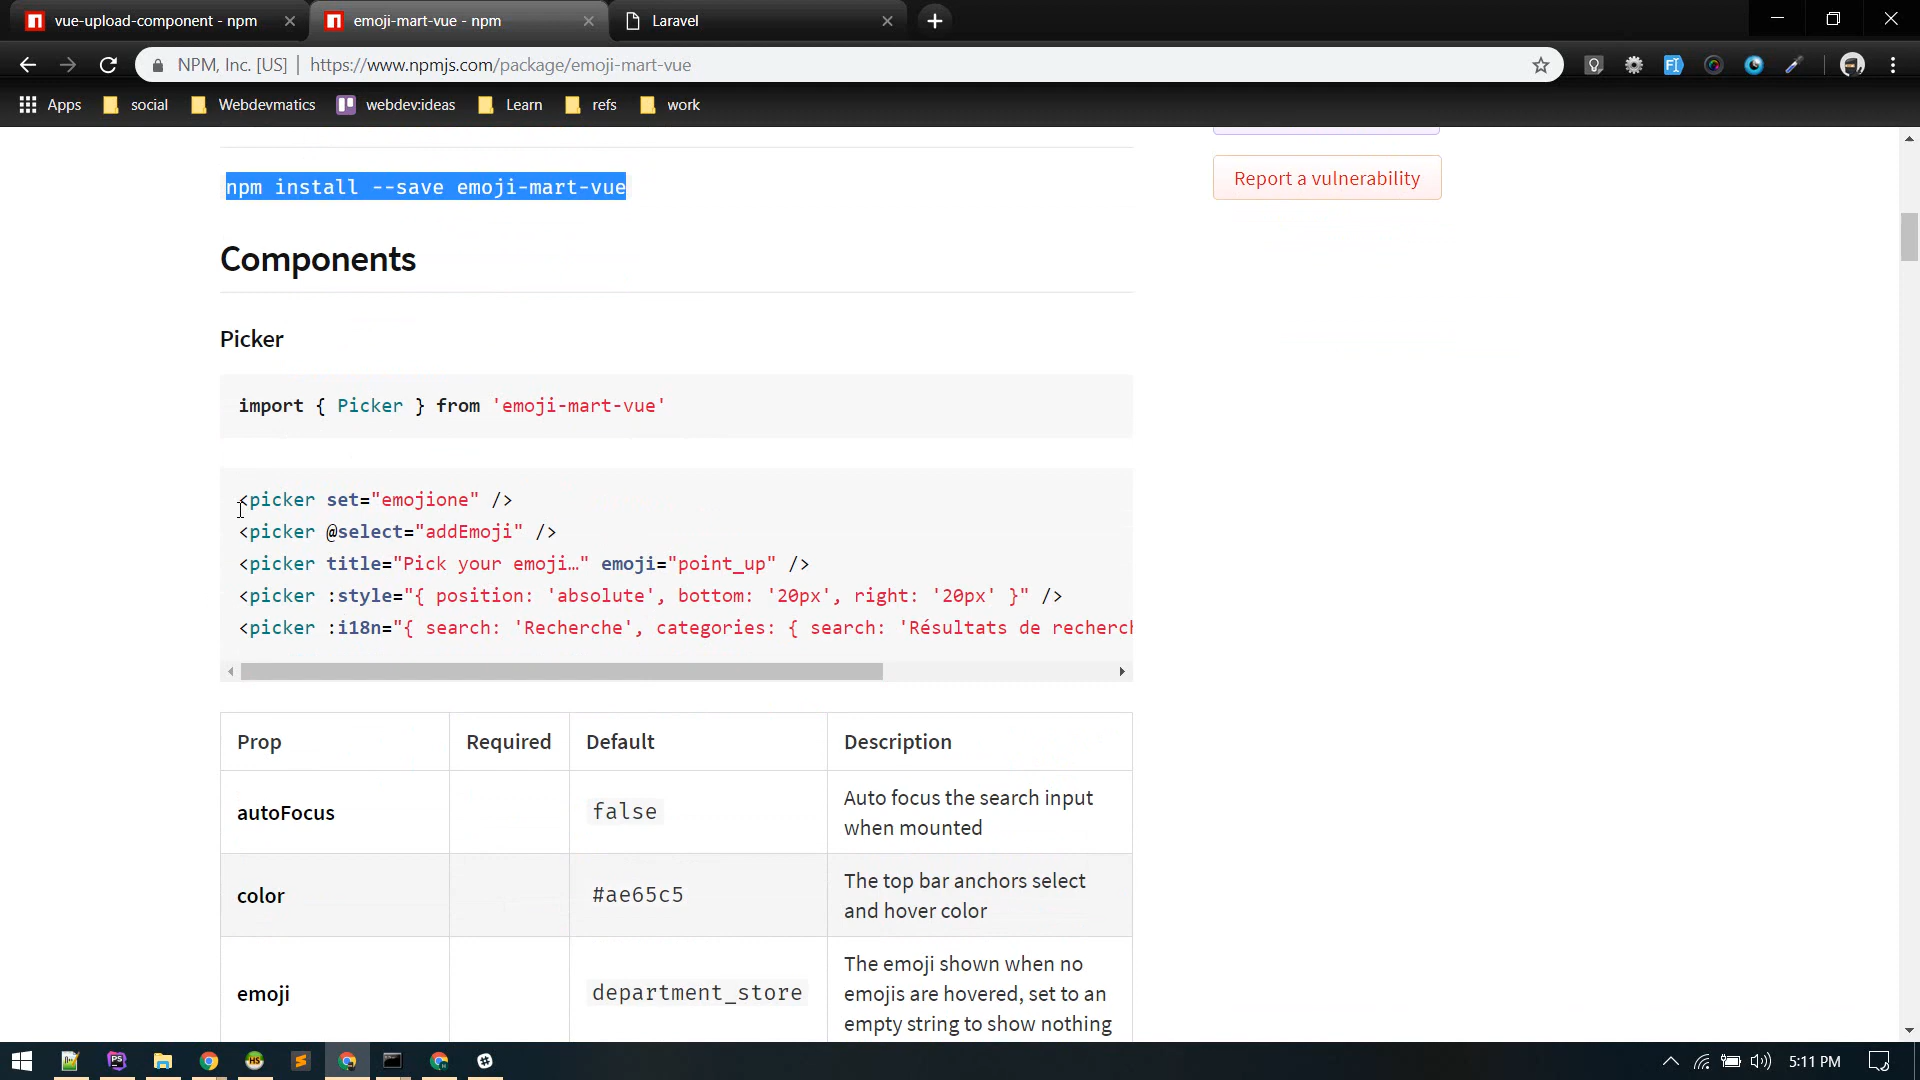 vue-upload-component - npm
emoji-mart-vue - npm
Laravel
NPM, Inc. [US] | https://www.npmjs.com/package/emoji-mart-vue
Apps social Webdevmatics webdev:ideas Learn refs work
npm install --save emoji-mart-vue
Report a vulnerability
Components
Picker
import { Picker } from 'emoji-mart-vue'
<picker set="emojione" />
<picker @select="addEmoji" />
<picker title="Pick your emoji…" emoji="point_up" />
<picker :style="{ position: 'absolute', bottom: '20px', right: '20px' }" />
<picker :i18n="{ search: 'Recherche', categories: { search: 'Résultats de recherch
Prop Required Default Description
autoFocus false Auto focus the search input
when mounted
color #ae65c5 The top bar anchors select
and hover color
emoji department_store The emoji shown when no
emojis are hovered, set to an
empty string to show nothing
5:11 PM